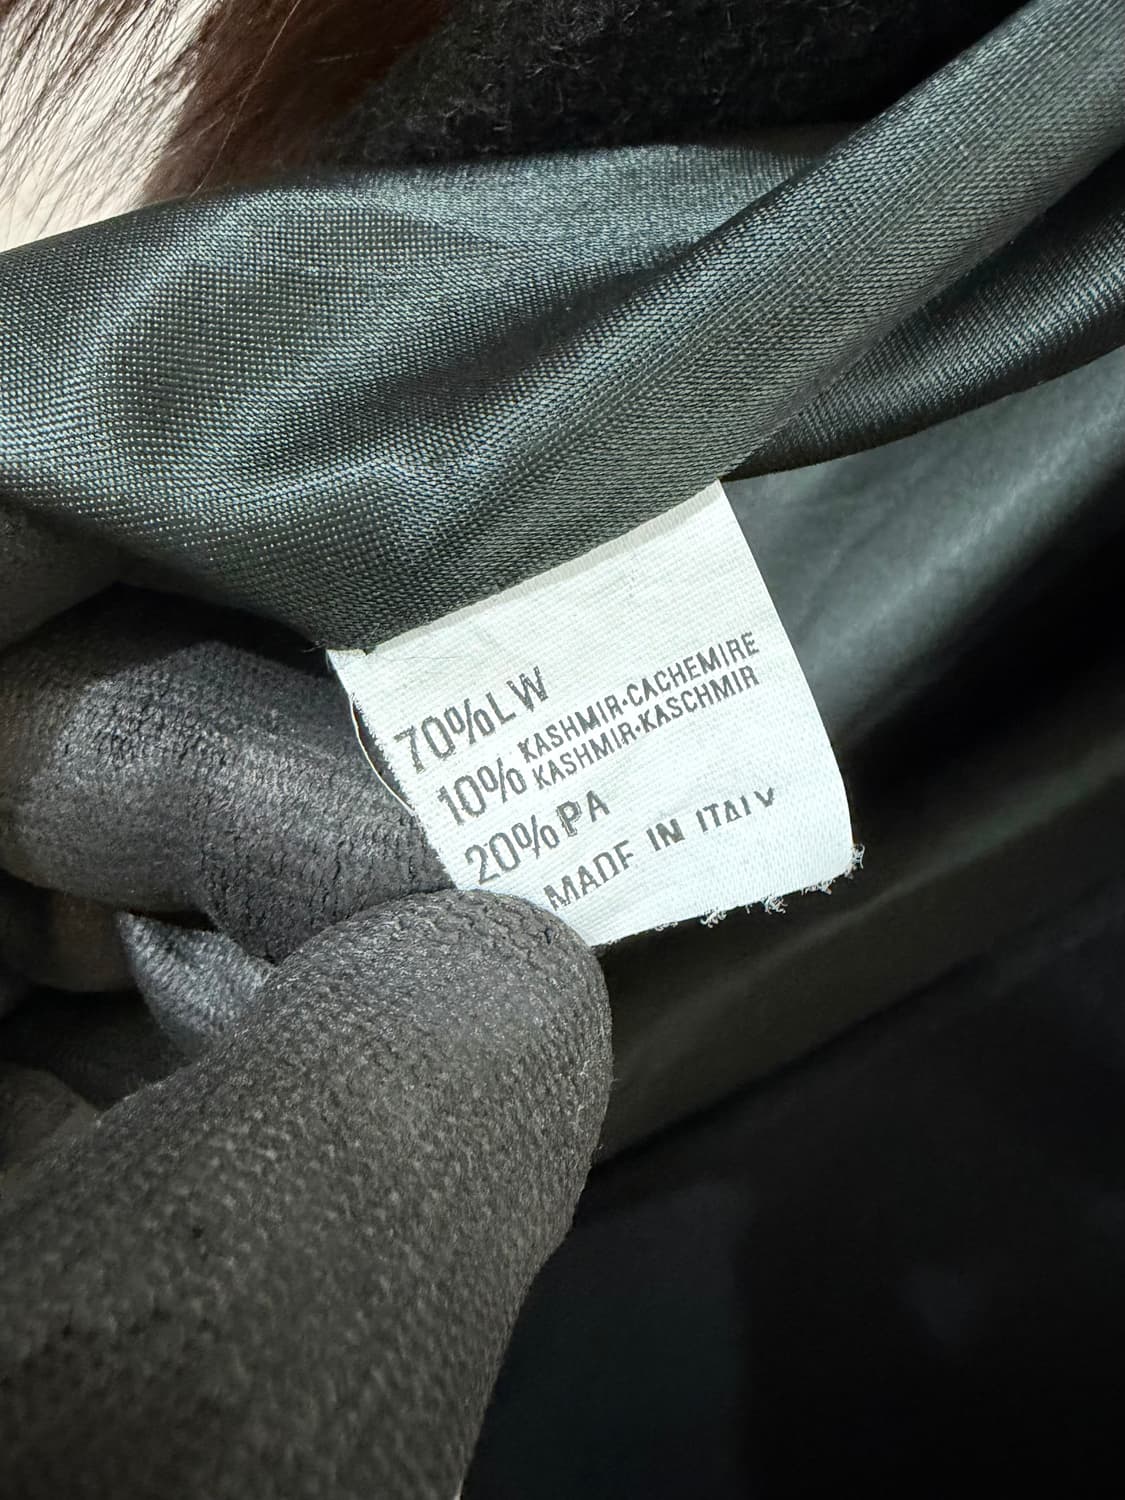 70%LW
10% KASHMIR·CACHEMIRE
KASHMIR·KASCHMIR
20%PA
MADE IN ITALY